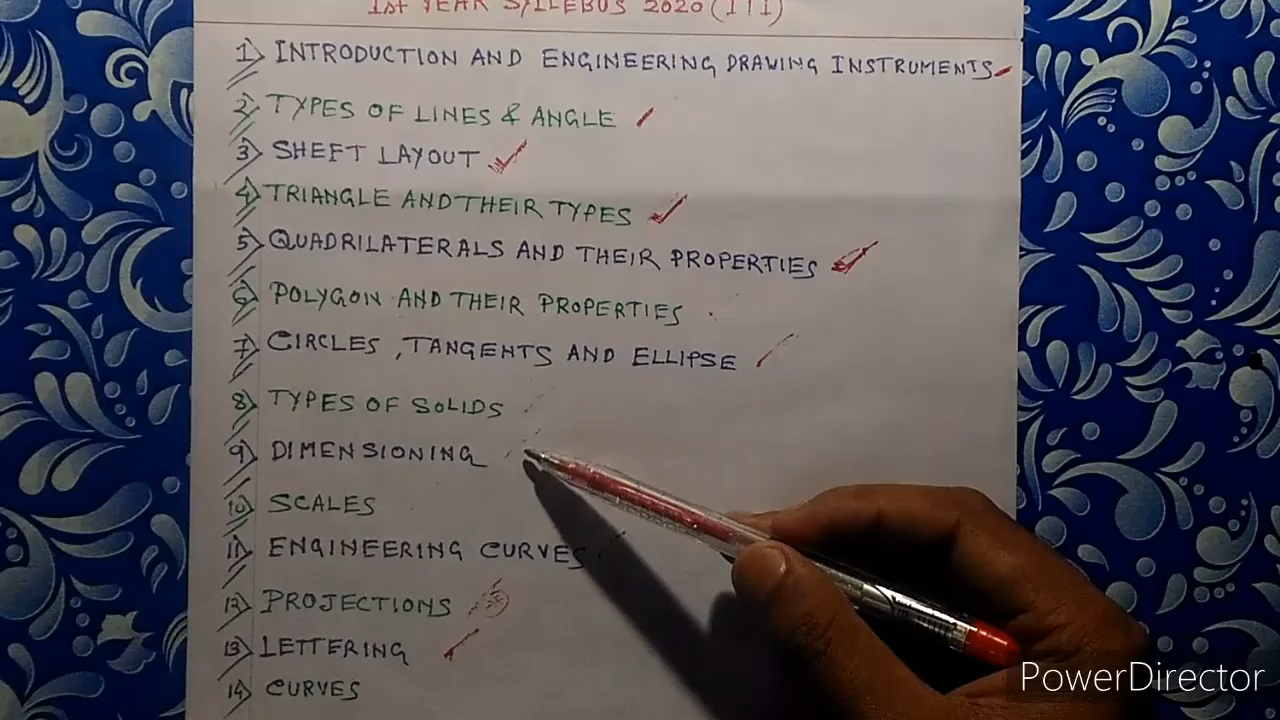 1st YEAR SYLLEBUS 2020 (ITI)
1) INTRODUCTION AND ENGINEERING DRAWING INSTRUMENTS
2) TYPES OF LINES & ANGLE
3) SHEET LAYOUT
4) TRIANGLE AND THEIR TYPES
5) QUADRILATERALS AND THEIR PROPERTIES
6) POLYGON AND THEIR PROPERTIES
7) CIRCLES, TANGENTS AND ELLIPSE
8) TYPES OF SOLIDS
9) DIMENSIONING
10) SCALES
11) ENGINEERING CURVES
12) PROJECTIONS
13) LETTERING
14) CURVES
PowerDirector